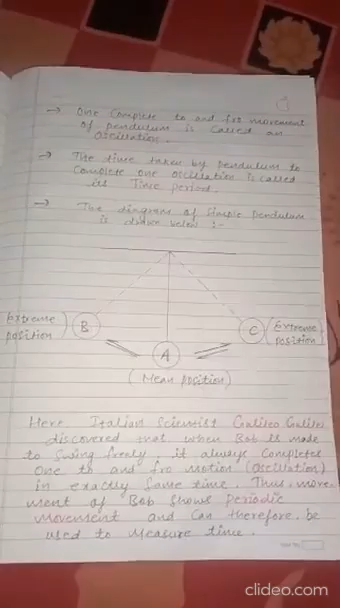 → One Complete to and fro movement
of pendulum is called an
Oscillation.
→ The time taken by pendulum to
Complete one oscillation is called
its Time period.
→ The diagram of Simple Pendulum
is drawn below :-
(Extreme position) B
C (Extreme position)
A
(Mean position)
Here Italian Scientist Galileo Galilei
discovered that when Bob is made
to Swing freely, it always Completes
One to and fro motion (Oscillation)
in exactly Same time. Thus, move-
ment of Bob Shows Periodic
Movement and Can therefore be
used to Measure time.
clideo.com